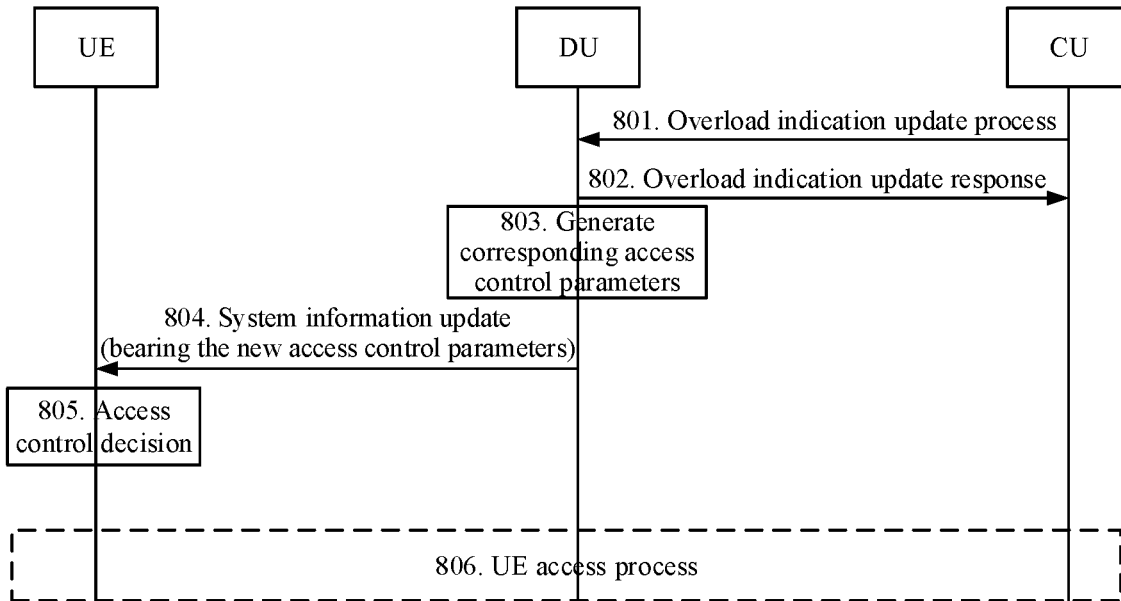 UE
DU
CU
801. Overload indication update process
802. Overload indication update response
803. Generate
corresponding access
control parameters
804. System information update
(bearing the new access control parameters)
805. Access
control decision
806. UE access process